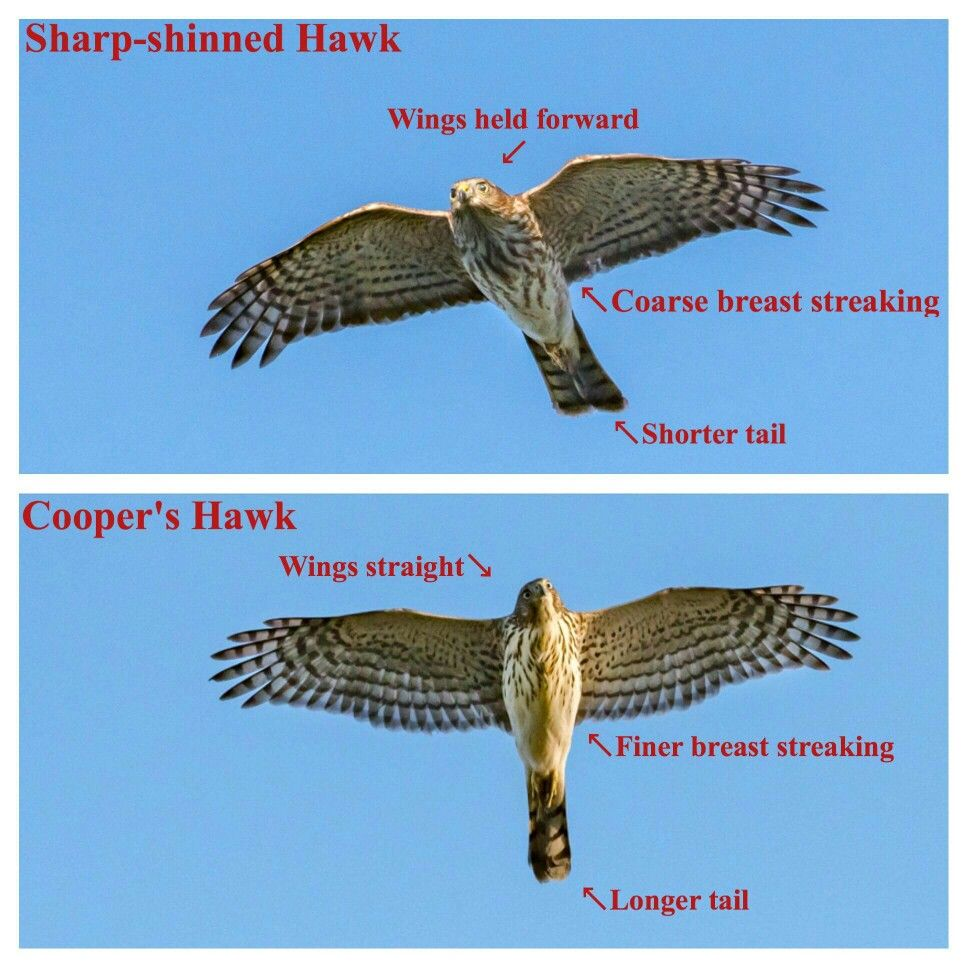 Sharp-shinned Hawk
Wings held forward
Coarse breast streaking
Shorter tail
Cooper's Hawk
Wings straight
Finer breast streaking
Longer tail